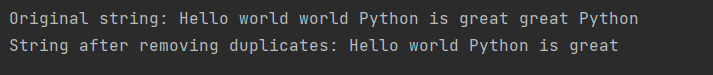 Original string: Hello world world Python is great great Python
String after removing duplicates: Hello world Python is great